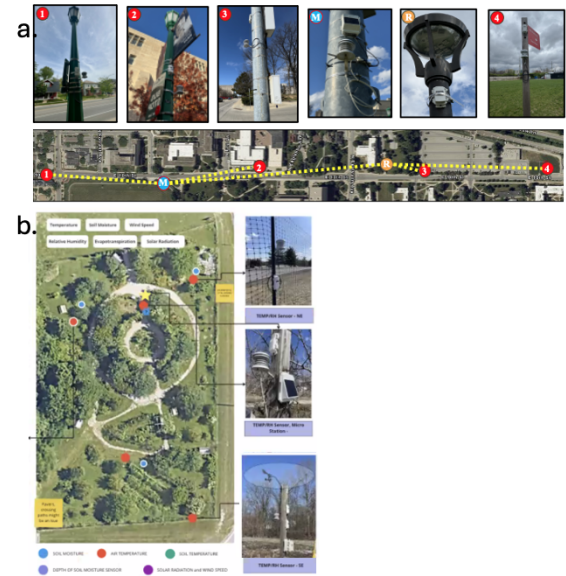 a.
1
2
3
M
R
4
1
M
2
R
3
4
b.
Temperature
Soil Moisture
Wind Speed
Relative Humidity
Evapotranspiration
Solar Radiation
TEMP/RH Sensor - NE
TEMP/RH Sensor, Micro
Station -
TEMP/RH Sensor - SE
SOIL MOISTURE
AIR TEMPERATURE
SOIL TEMPERATURE
DEPTH OF SOIL MOISTURE SENSOR
SOLAR RADIATION and WIND SPEED